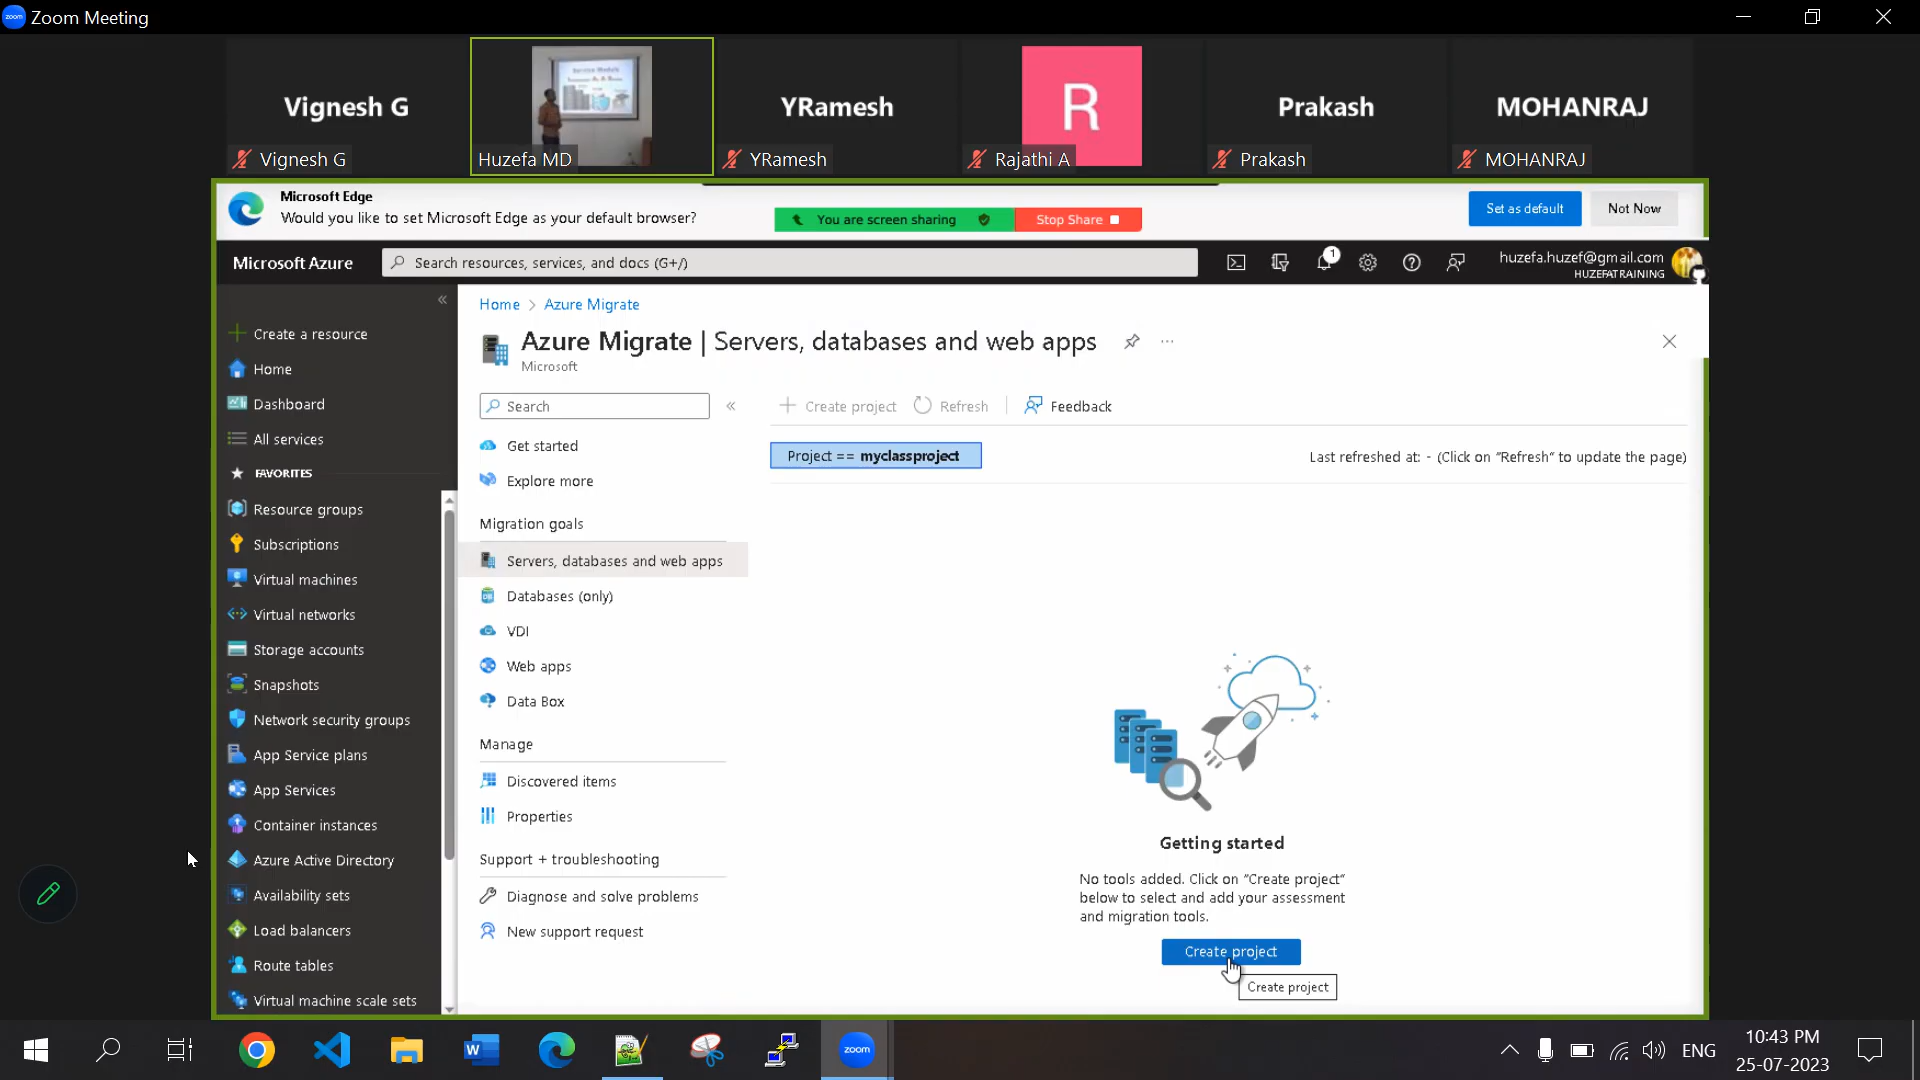 Zoom Meeting
Vignesh G
YRamesh
R
Prakash
MOHANRAJ
Vignesh G
Huzefa MD
YRamesh
Rajathi A
Prakash
MOHANRAJ
Service Models
Microsoft Edge
Would you like to set Microsoft Edge as your default browser?
You are screen sharing
Stop Share
Set as default
Not Now
Microsoft Azure
Search resources, services, and docs (G+/)
1
huzefa.huzef@gmail.com
HUZEFATRAINING
Create a resource
Home
Dashboard
All services
FAVORITES
Resource groups
Subscriptions
Virtual machines
Virtual networks
Storage accounts
Snapshots
Network security groups
App Service plans
App Services
Container instances
Azure Active Directory
Availability sets
Load balancers
Route tables
Virtual machine scale sets
Home > Azure Migrate
Azure Migrate | Servers, databases and web apps
Microsoft
Search
Get started
Explore more
Migration goals
Servers, databases and web apps
Databases (only)
VDI
Web apps
Data Box
Manage
Discovered items
Properties
Support + troubleshooting
Diagnose and solve problems
New support request
Create project
Refresh
Feedback
Project == myclassproject
Last refreshed at: - (Click on "Refresh" to update the page)
Getting started
No tools added. Click on "Create project"
below to select and add your assessment
and migration tools.
Create project
Create project
zoom
ENG
10:43 PM
25-07-2023